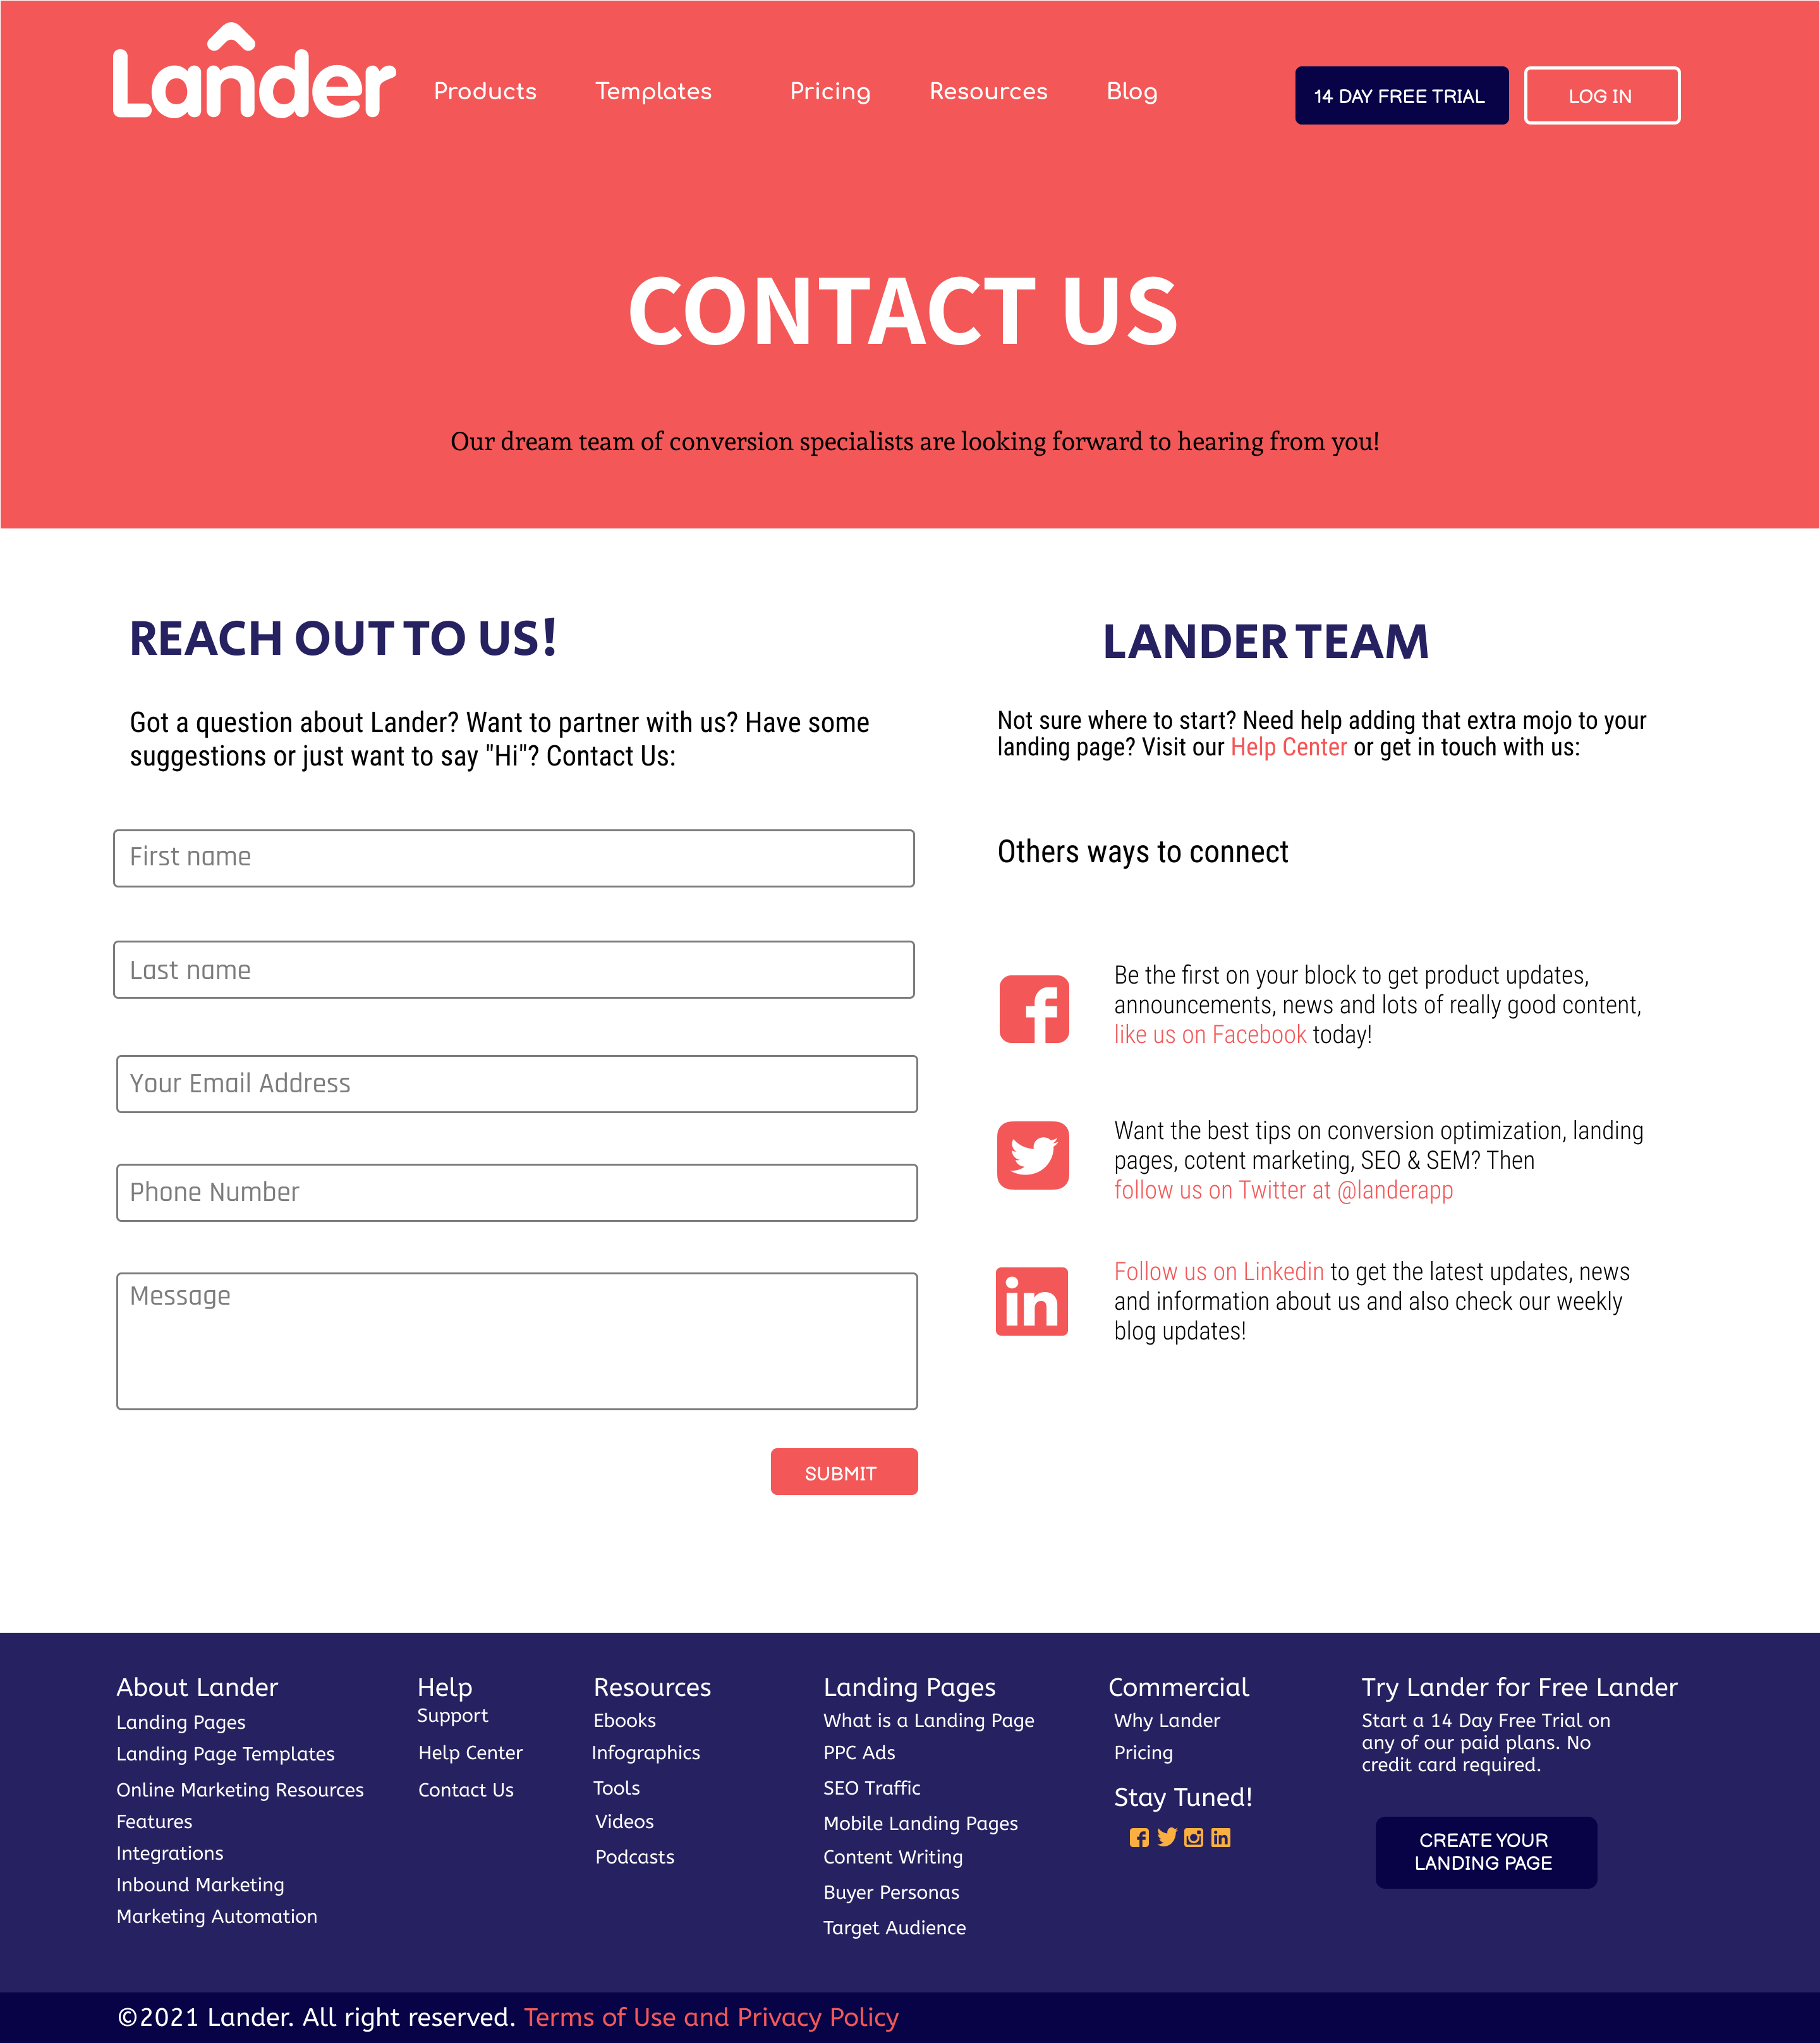 Lander
Products
Templates
Pricing
Resources
Blog
14 DAY FREE TRIAL
LOG IN
CONTACT US
Our dream team of conversion specialists are looking forward to hearing from you!
REACH OUT TO US!
Got a question about Lander? Want to partner with us? Have some
suggestions or just want to say "Hi"? Contact Us:
First name
Last name
Your Email Address
Phone Number
Message
SUBMIT
LANDER TEAM
Not sure where to start? Need help adding that extra mojo to your
landing page? Visit our Help Center or get in touch with us:
Others ways to connect
Be the first on your block to get product updates,
announcements, news and lots of really good content,
like us on Facebook today!
Want the best tips on conversion optimization, landing
pages, cotent marketing, SEO & SEM? Then
follow us on Twitter at @landerapp
in
Follow us on Linkedin to get the latest updates, news
and information about us and also check our weekly
blog updates!
About Lander
Landing Pages
Landing Page Templates
Online Marketing Resources
Features
Integrations
Inbound Marketing
Marketing Automation
Help
Support
Help Center
Contact Us
Resources
Ebooks
Infographics
Tools
Videos
Podcasts
Landing Pages
What is a Landing Page
PPC Ads
SEO Traffic
Mobile Landing Pages
Content Writing
Buyer Personas
Target Audience
Commercial
Why Lander
Pricing
Stay Tuned!
Try Lander for Free Lander
Start a 14 Day Free Trial on
any of our paid plans. No
credit card required.
CREATE YOUR
LANDING PAGE
©2021 Lander. All right reserved. Terms of Use and Privacy Policy